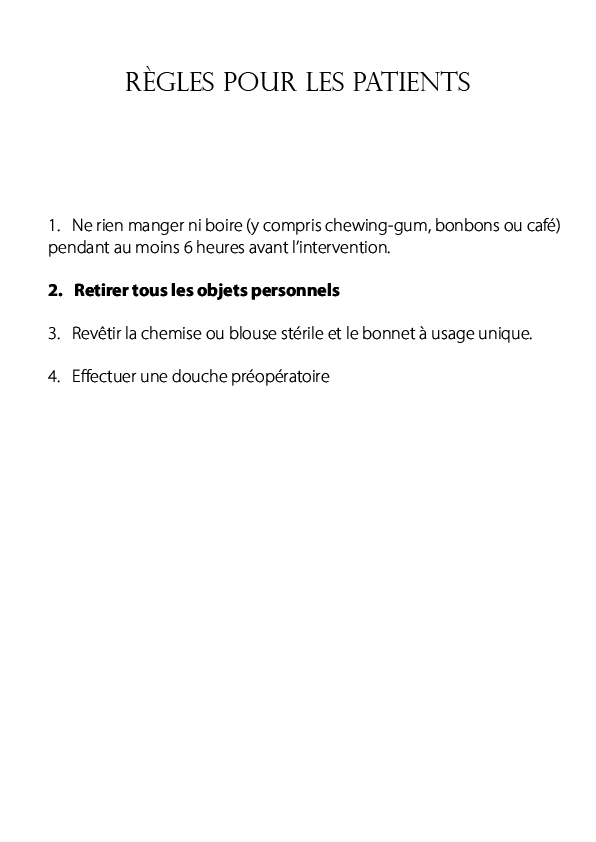 RÈGLES POUR LES PATIENTS
1. Ne rien manger ni boire (y compris chewing-gum, bonbons ou café)
pendant au moins 6 heures avant l'intervention.
2. Retirer tous les objets personnels
3. Revêtir la chemise ou blouse stérile et le bonnet à usage unique.
4. Effectuer une douche préopératoire